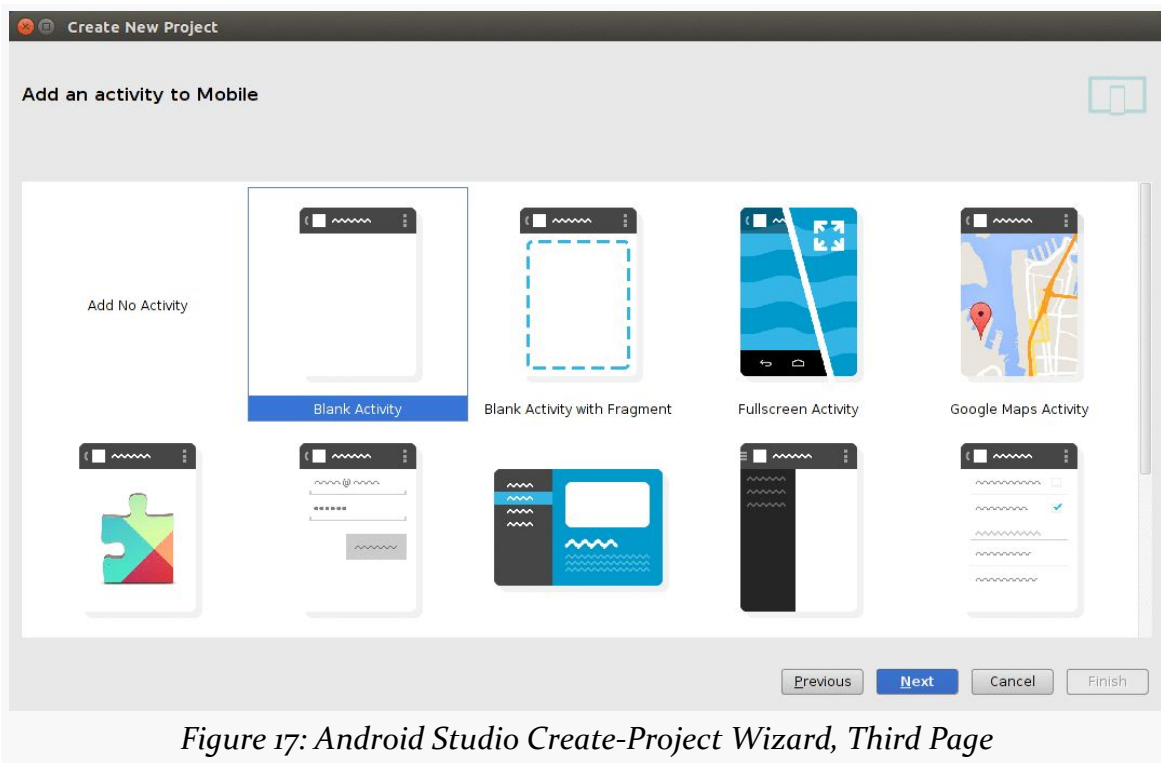 Create New Project
Add an activity to Mobile
Add No Activity
Blank Activity
Blank Activity with Fragment
Fullscreen Activity
Google Maps Activity
Previous
Next
Cancel
Finish
Figure 17: Android Studio Create-Project Wizard, Third Page